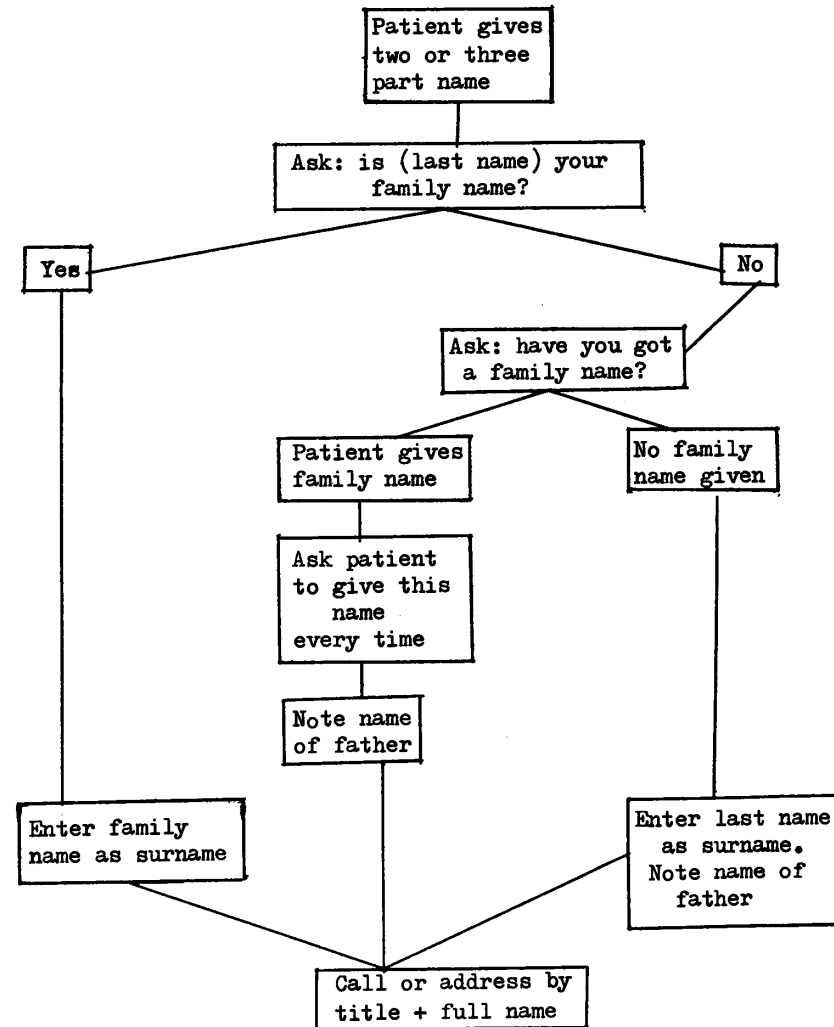 Patient gives
two or three
part name
Ask: is (last name) your
family name?
Yes
No
Ask: have you got
a family name?
Patient gives
family name
No family
name given
Ask patient
to give this
name
every time
Note name
of father
Enter family
name as surname
Enter last name
as surname.
Note name of
father
Call or address by
title + full name